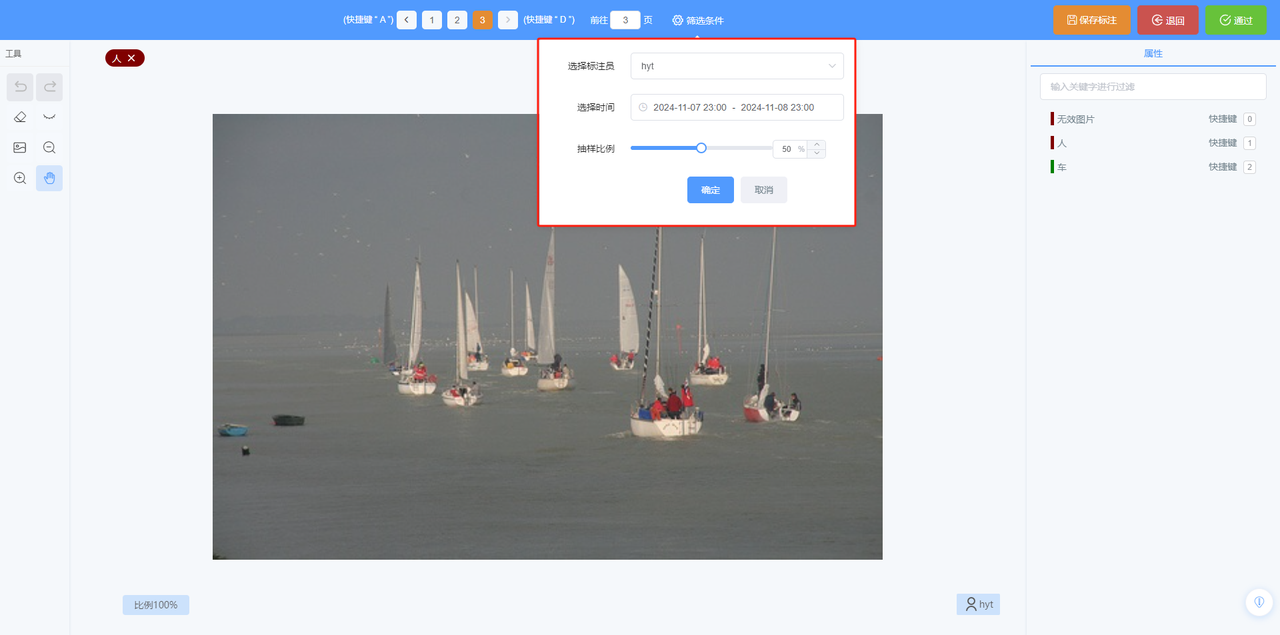 (快捷键 " A ") 1 2 3 (快捷键 " D ") 前往 3 页 筛选条件 保存标注 退回 通过
工具
人
属性
输入关键字进行过滤
无效图片 快捷键 0
人 快捷键 1
车 快捷键 2
选择标注员 hyt
选择时间 2024-11-07 23:00 - 2024-11-08 23:00
抽样比例 50 %
确定 取消
比例100%
hyt